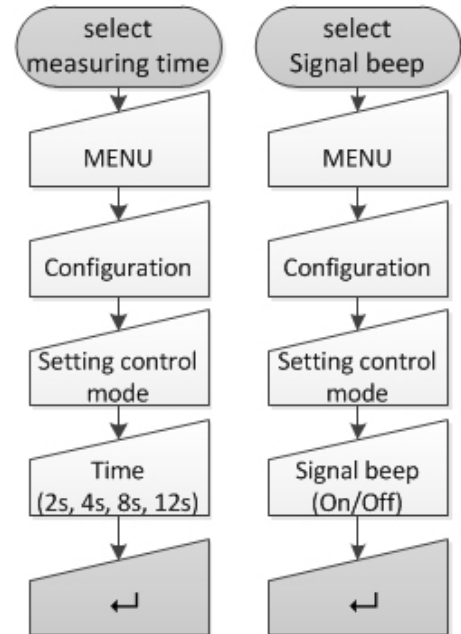 select
measuring time
MENU
Configuration
Setting control
mode
Time
(2s, 4s, 8s, 12s)
↵
select
Signal beep
MENU
Configuration
Setting control
mode
Signal beep
(On/Off)
↵